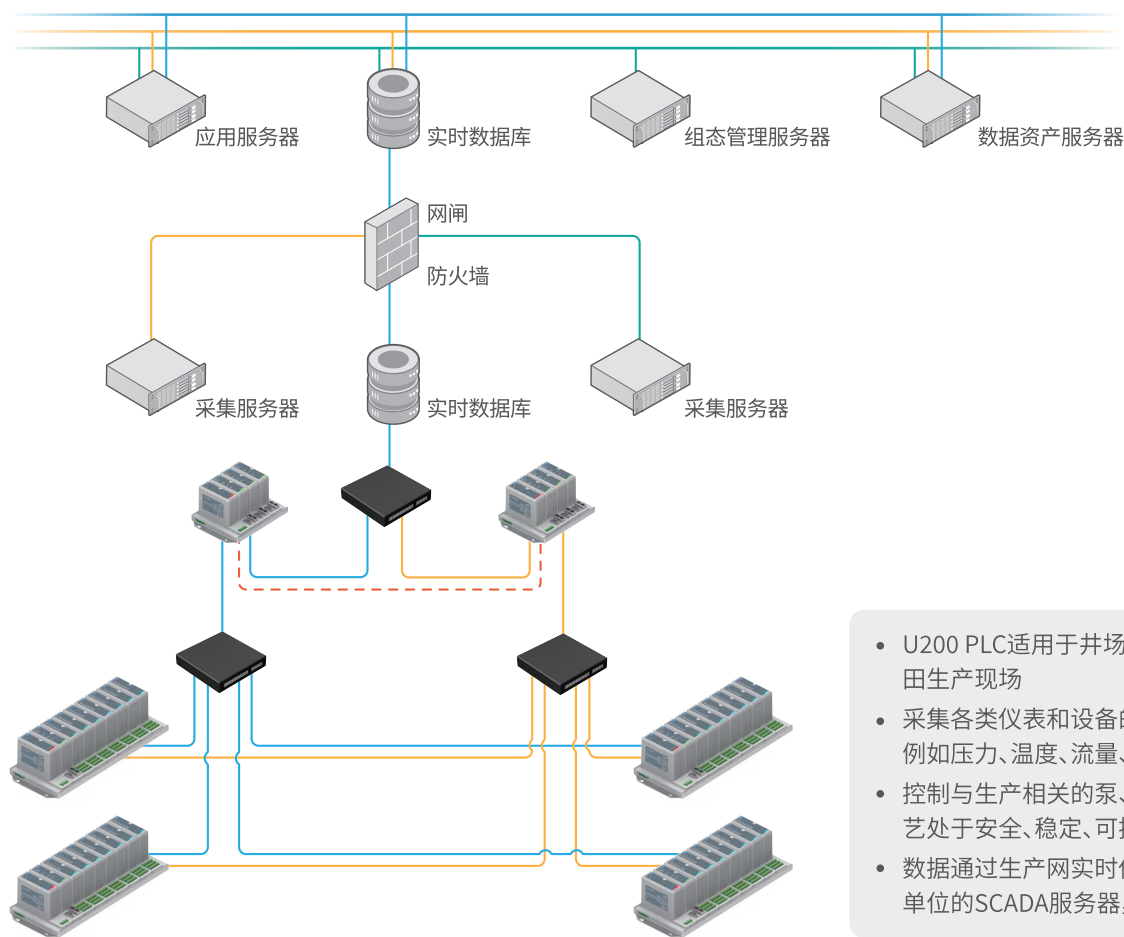 应用服务器
实时数据库
组态管理服务器
数据资产服务器
网闸
防火墙
采集服务器
实时数据库
采集服务器
• U200 PLC适用于井场
田生产现场
• 采集各类仪表和设备的
例如压力、温度、流量、
• 控制与生产相关的泵、
艺处于安全、稳定、可
• 数据通过生产网实时
单位的SCADA服务器,